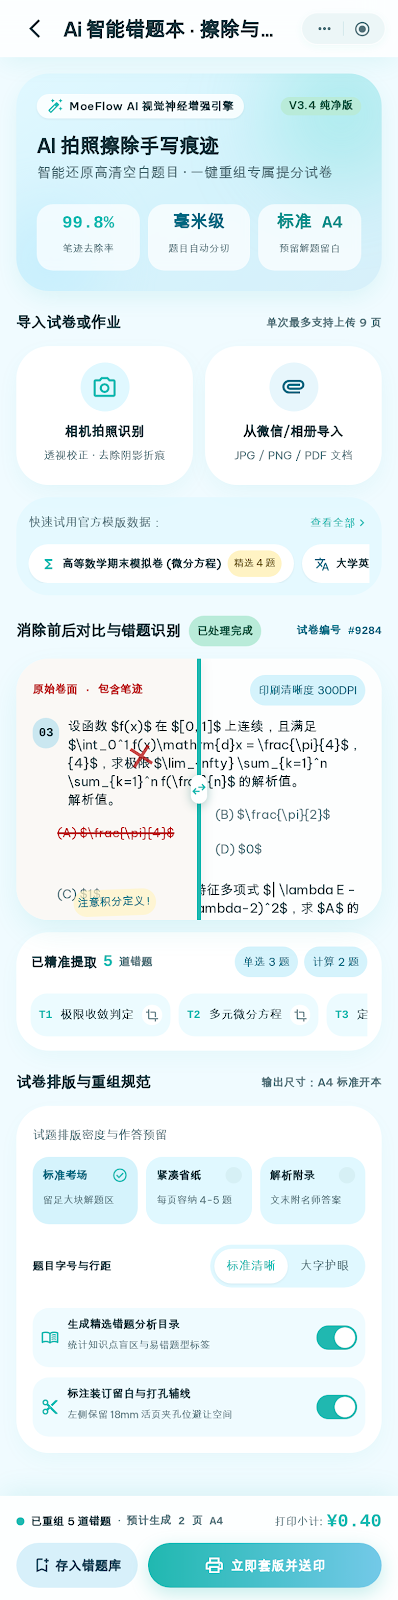 Ai 智能错题本 · 擦除与...
MoeFlow AI 视觉神经增强引擎
V3.4 纯净版
AI 拍照擦除手写痕迹
智能还原高清空白题目 · 一键重组专属提分试卷
99.8%
毫米级
标准 A4
笔迹去除率
题目自动分切
预留解题留白
导入试卷或作业
单次最多支持上传 9 页
相机拍照识别
从微信/相册导入
透视校正 · 去除阴影折痕
JPG / PNG / PDF 文档
快速试用官方模版数据：
查看全部
高等数学期末模拟卷 (微分方程)
精选 4 题
大学英
消除前后对比与错题识别
已处理完成
试卷编号 #9284
原始卷面 · 包含笔迹
印刷清晰度 300DPI
03
设函数 $f(x)$ 在 $[0,1]$ 上连续，且满足
$\int_0^1 f(x)\mathrm{d}x = \frac{\pi}{4}$，
{4}$，求极限 $\lim_ \infty} \sum_{k=1}^n
\sum_{k=1}^n f(\frac{n}$ 的解析值。
解析值。
(B) $\frac{\pi}{2}$
(A) $\frac{\pi}{4}$
(D) $0$
(C) $1$
注意积分定义!
特征多项式 $| \lambda E -
ambda-2)^2$，求 $A$ 的
已精准提取 5 道错题
单选 3 题
计算 2 题
T1 极限收敛判定
T2 多元微分方程
T3 定
试卷排版与重组规范
输出尺寸：A4 标准开本
试题排版密度与作答预留
标准考场
紧凑省纸
解析附录
留足大块解题区
每页容纳 4-5 题
文末附名师答案
题目字号与行距
标准清晰
大字护眼
生成精选错题分析目录
统计知识点盲区与易错题型标签
标注装订留白与打孔辅线
左侧保留 18mm 活页夹孔位避让空间
已重组 5 道错题 · 预计生成 2 页 A4
打印小计: ¥0.40
存入错题库
立即套版并送印